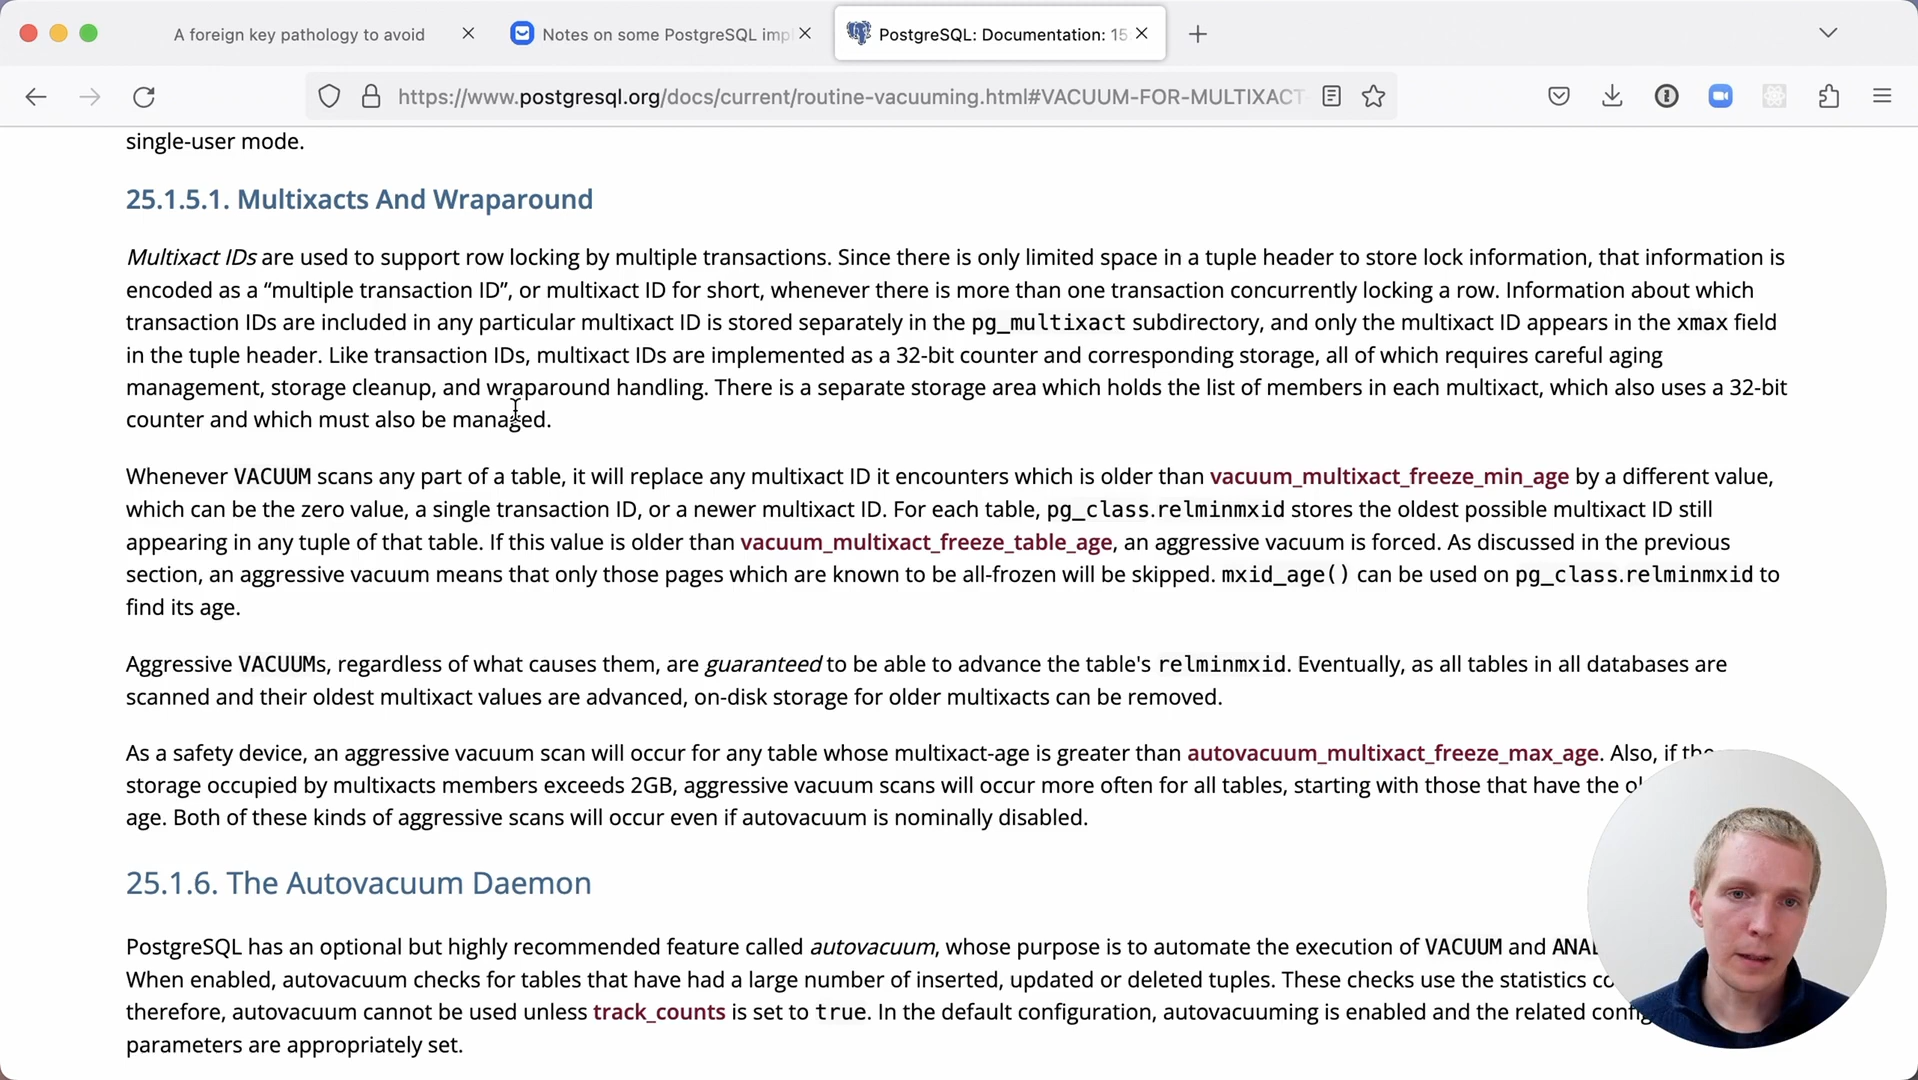 A foreign key pathology to avoid
Notes on some PostgreSQL imp
PostgreSQL: Documentation: 15
https://www.postgresql.org/docs/current/routine-vacuuming.html#VACUUM-FOR-MULTIXACT-
single-user mode.
25.1.5.1. Multixacts And Wraparound
Multixact IDs are used to support row locking by multiple transactions. Since there is only limited space in a tuple header to store lock information, that information is
encoded as a “multiple transaction ID”, or multixact ID for short, whenever there is more than one transaction concurrently locking a row. Information about which
transaction IDs are included in any particular multixact ID is stored separately in the pg_multixact subdirectory, and only the multixact ID appears in the xmax field
in the tuple header. Like transaction IDs, multixact IDs are implemented as a 32-bit counter and corresponding storage, all of which requires careful aging
management, storage cleanup, and wraparound handling. There is a separate storage area which holds the list of members in each multixact, which also uses a 32-bit
counter and which must also be managed.
Whenever VACUUM scans any part of a table, it will replace any multixact ID it encounters which is older than vacuum_multixact_freeze_min_age by a different value,
which can be the zero value, a single transaction ID, or a newer multixact ID. For each table, pg_class.relminmxid stores the oldest possible multixact ID still
appearing in any tuple of that table. If this value is older than vacuum_multixact_freeze_table_age, an aggressive vacuum is forced. As discussed in the previous
section, an aggressive vacuum means that only those pages which are known to be all-frozen will be skipped. mxid_age() can be used on pg_class.relminmxid to
find its age.
Aggressive VACUUMs, regardless of what causes them, are guaranteed to be able to advance the table's relminmxid. Eventually, as all tables in all databases are
scanned and their oldest multixact values are advanced, on-disk storage for older multixacts can be removed.
As a safety device, an aggressive vacuum scan will occur for any table whose multixact-age is greater than autovacuum_multixact_freeze_max_age. Also, if the
storage occupied by multixacts members exceeds 2GB, aggressive vacuum scans will occur more often for all tables, starting with those that have the
age. Both of these kinds of aggressive scans will occur even if autovacuum is nominally disabled.
25.1.6. The Autovacuum Daemon
PostgreSQL has an optional but highly recommended feature called autovacuum, whose purpose is to automate the execution of VACUUM and
When enabled, autovacuum checks for tables that have had a large number of inserted, updated or deleted tuples. These checks use the statistics
therefore, autovacuum cannot be used unless track_counts is set to true. In the default configuration, autovacuuming is enabled and the related
parameters are appropriately set.